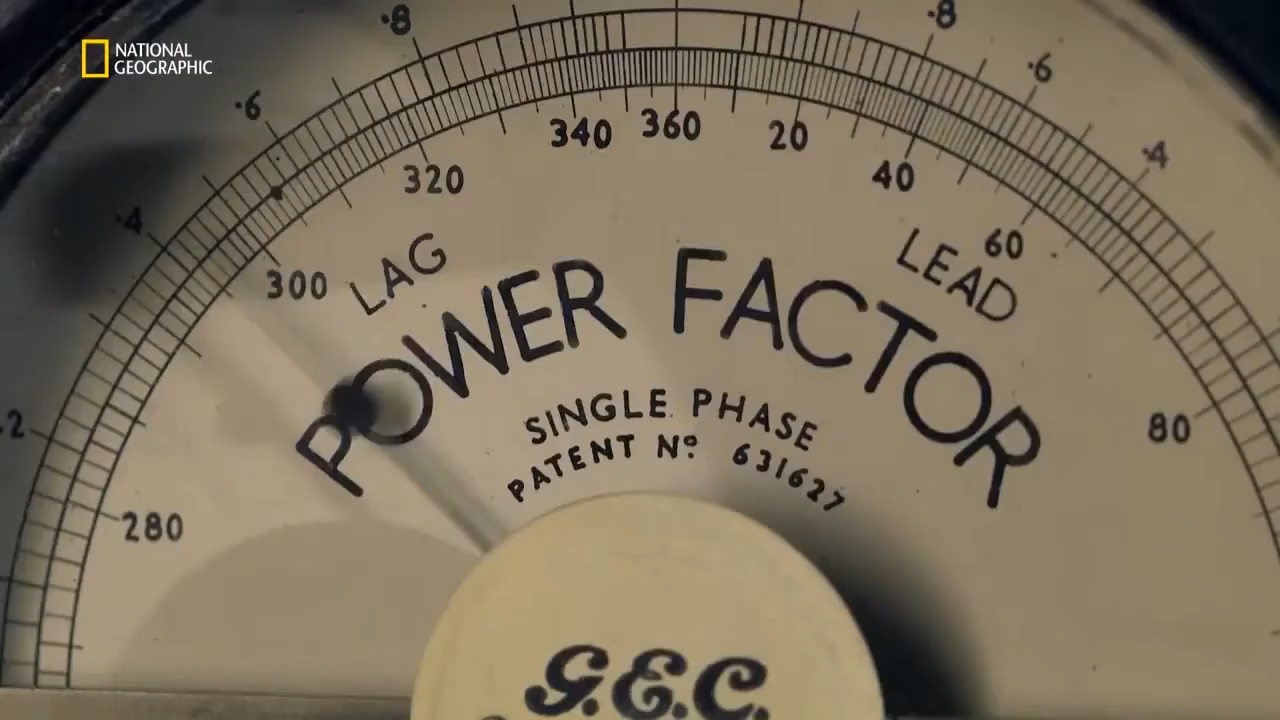 NATIONAL
GEOGRAPHIC
·8
·8
·6
·6
·4
·4
·2
340
360
20
320
40
300
60
280
80
LAG
LEAD
POWER FACTOR
SINGLE PHASE
PATENT Nº 631627
G.E.C.